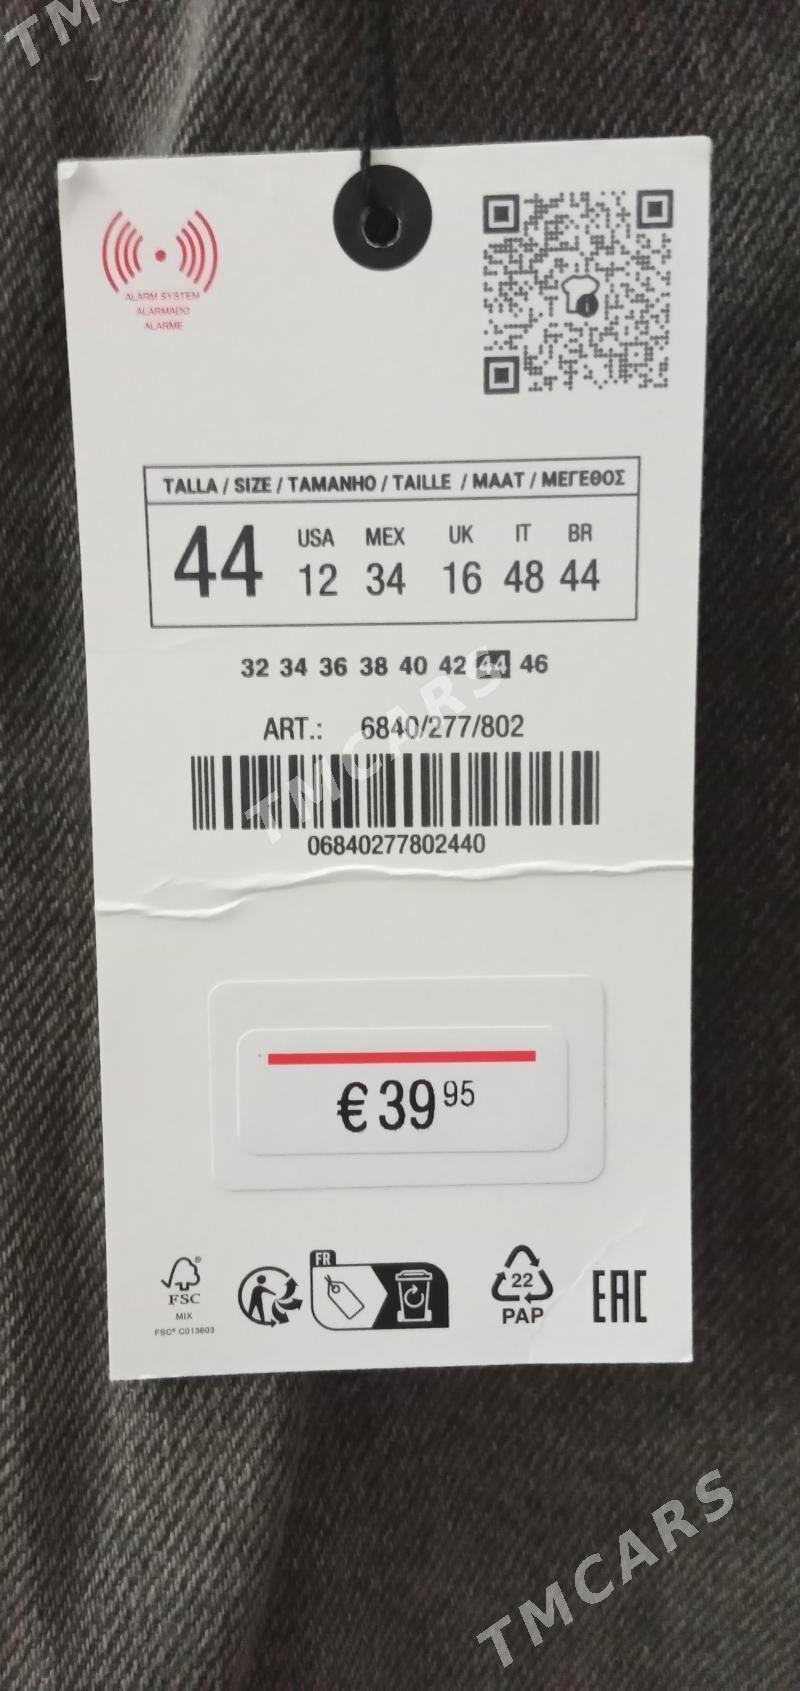 TMCARS
ALARM SYSTEM
ALARMADO
ALARME
TALLA / SIZE / TAMANHO / TAILLE / MAAT / ΜΕΓΕΘΟΣ
44 USA MEX UK IT BR
12 34 16 48 44
32 34 36 38 40 42 44 46
ART.: 6840/277/802
TMCARS
06840277802440
€ 39 95
FR
FSC®
MIX
FSC® C013603
22
PAP
EAC
TMCARS